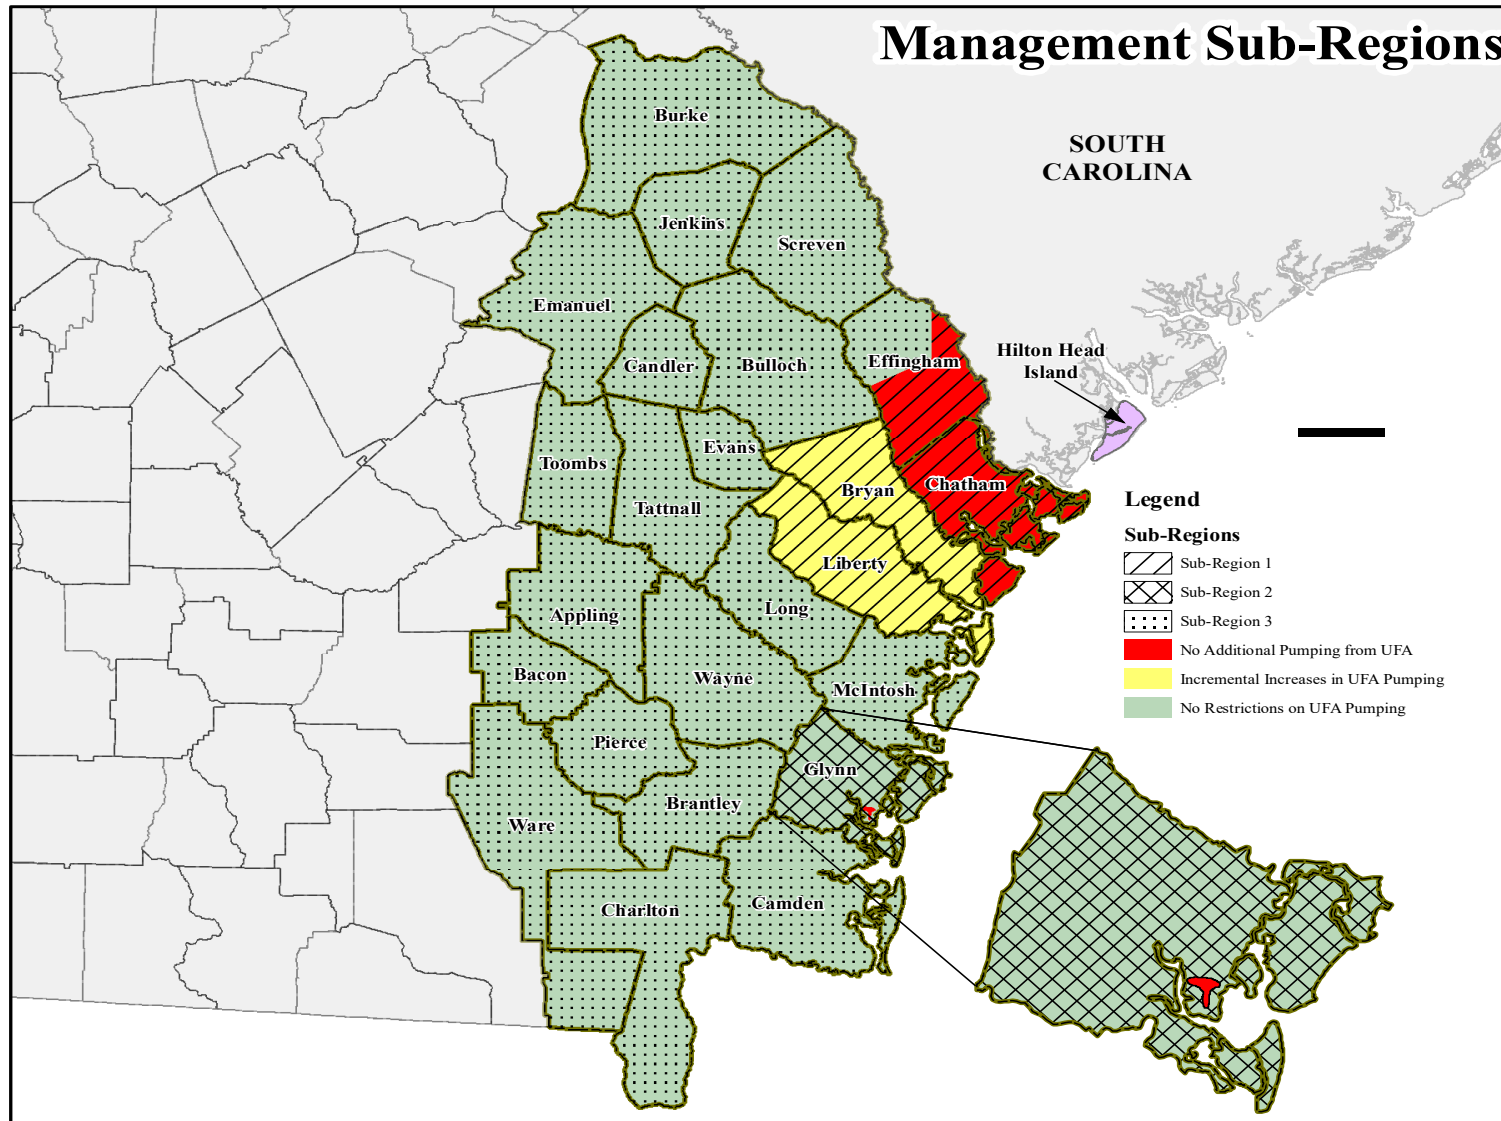 Management Sub-Regions
SOUTH
CAROLINA
Burke
Jenkins
Screven
Emanuel
Hilton Head
Island
Candler
Bulloch
Effingham
Evans
Toombs
Bryan
Chatham
Tattnall
Liberty
Appling
Long
Bacon
Wayne
McIntosh
Pierce
Glynn
Brantley
Ware
Charlton
Camden
Legend
Sub-Regions
Sub-Region 1
Sub-Region 2
Sub-Region 3
No Additional Pumping from UFA
Incremental Increases in UFA Pumping
No Restrictions on UFA Pumping